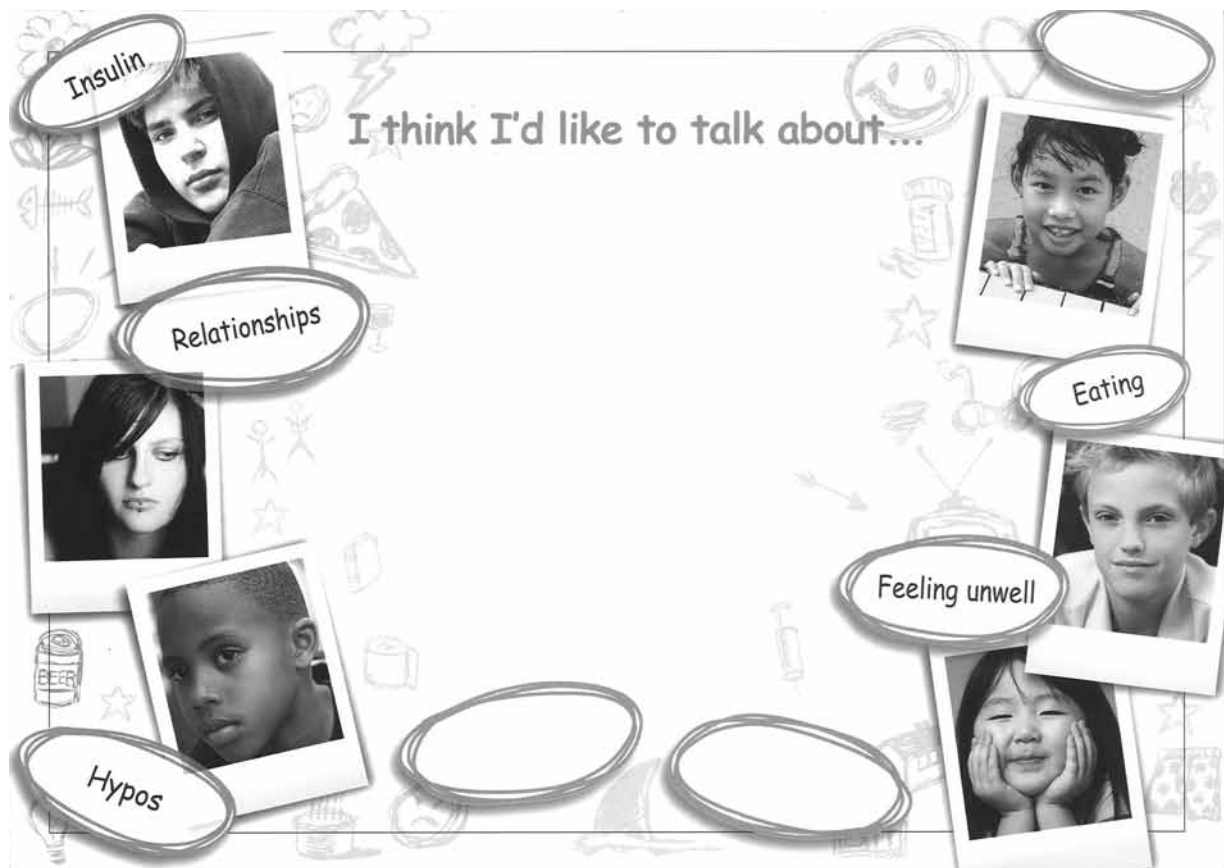 Insulin
I think I'd like to talk about...
Relationships
Eating
Feeling unwell
BEER
Hypos